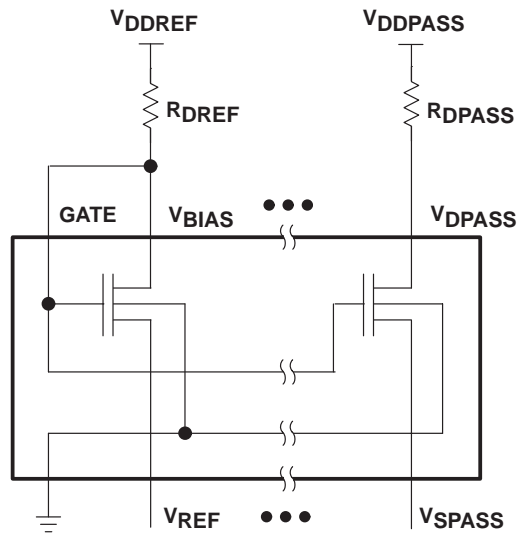 VDDREF
VDDPASS
RDREF
RDPASS
GATE
VBIAS
VDPASS
VREF
VSPASS